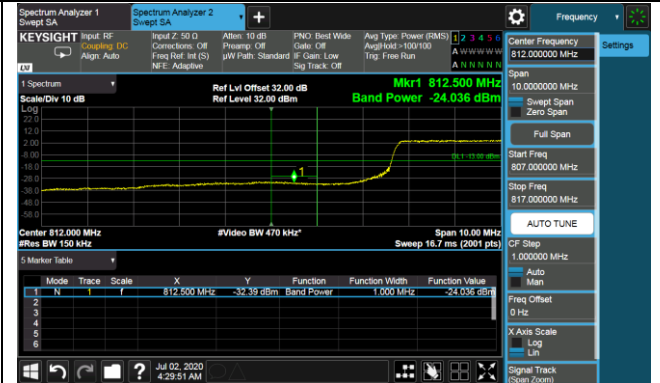 Spectrum Analyzer 1
Swept SA
Spectrum Analyzer 2
Swept SA
+
Frequency
KEYSIGHT
Input: RF
Coupling: DC
Align: Auto
Input Z: 50 Ω
Corrections: Off
Freq Ref: Int (S)
NFE: Adaptive
Atten: 10 dB
Preamp: Off
µW Path: Standard
PNO: Best Wide
Gate: Off
IF Gain: Low
Sig Track: Off
Avg Type: Power (RMS)
Avg|Hold:>100/100
Trig: Free Run
1 2 3 4 5 6
A W W W W W
A N N N N N
LXI
1 Spectrum
Scale/Div 10 dB
Ref Lvl Offset 32.00 dB
Ref Level 32.00 dBm
Mkr1 812.500 MHz
Band Power -24.036 dBm
Log
22.0
12.0
2.00
-8.00
-18.0
-28.0
-38.0
-48.0
-58.0
DL1 -13.00 dBm
1
Center 812.000 MHz
#Res BW 150 kHz
#Video BW 470 kHz*
Span 10.00 MHz
Sweep 16.7 ms (2001 pts)
5 Marker Table
Mode Trace Scale X Y Function Function Width Function Value
1 N 1 f 812.500 MHz -32.39 dBm Band Power 1.000 MHz -24.036 dBm
2
3
4
5
6
Jul 02, 2020
4:29:51 AM
Center Frequency
812.000000 MHz
Settings
Span
10.0000000 MHz
Swept Span
Zero Span
Full Span
Start Freq
807.000000 MHz
Stop Freq
817.000000 MHz
AUTO TUNE
CF Step
1.000000 MHz
Auto
Man
Freq Offset
0 Hz
X Axis Scale
Log
Lin
Signal Track
(Span Zoom)